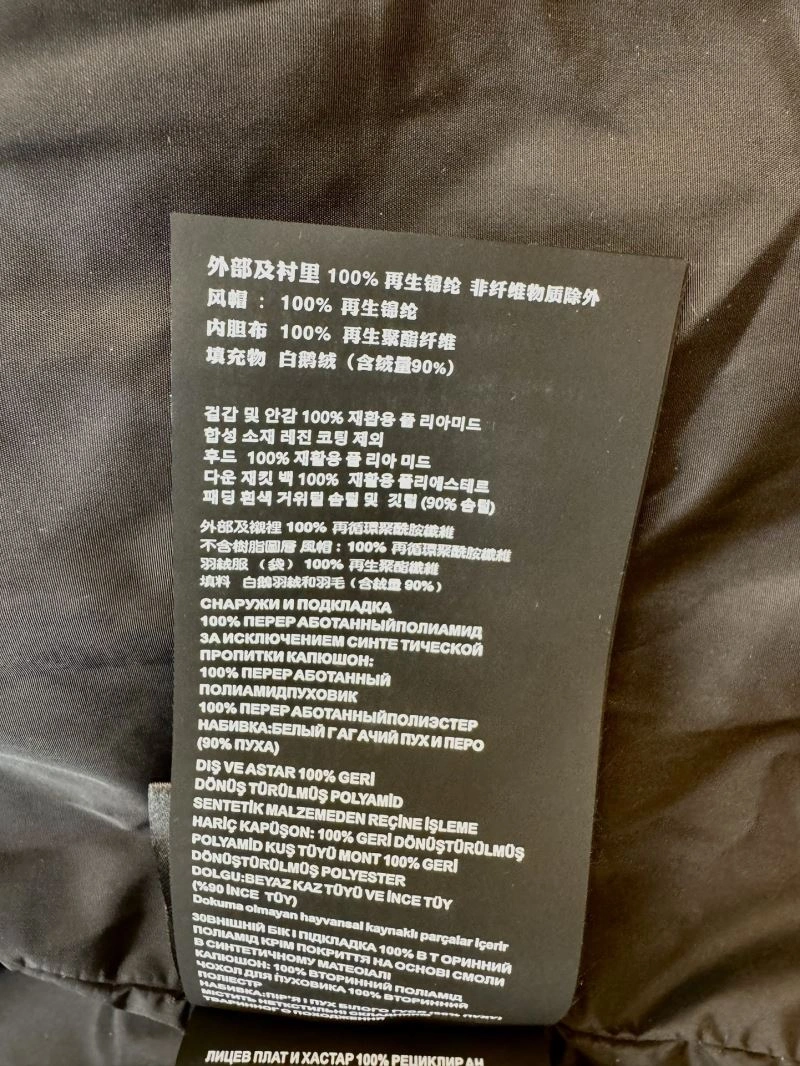 外部及衬里 100% 再生锦纶 非纤维物质除外
风帽： 100% 再生锦纶
内胆布 100% 再生聚酯纤维
填充物 白鹅绒（含绒量90%）
겉갑 및 안감 100% 재활용 폴 리아미드
합성 소재 레진 코팅 제외
후드 100% 재활용 폴 리아 미드
다운 재킷 백 100% 재활용 폴리에스테르
패딩 흰색 거위털 솜털 및 깃털 (90% 솜털)
外部及襯裡 100% 再循環聚酰胺纖維
不含樹脂圖層 風帽：100% 再循環聚酰胺纖維
羽絨服 （袋） 100% 再生聚酯纖維
填料 白鵝羽絨和羽毛（含絨量 90%）
СНАРУЖИ И ПОДКЛАДКА
100% ПЕРЕР АБОТАННЫЙПОЛИАМИД
ЗА ИСКЛЮЧЕНИЕМ СИНТЕ ТИЧЕСКОЙ
ПРОПИТКИ КАПЮШОН:
100% ПЕРЕР АБОТАННЫЙ
ПОЛИАМИДПУХОВИК
100% ПЕРЕР АБОТАННЫЙПОЛИЭСТЕР
НАБИВКА:БЕЛЫЙ Г АГ АЧИЙ ПУХ И ПЕРО
(90% ПУХА)
DIŞ VE ASTAR 100% GERİ
DÖNÜŞ TÜRÜLMÜŞ POLYAMİD
SENTETİK MALZEMEDEN REÇİNE İŞLEME
HARİÇ KAPÜŞON: 100% GERİ DÖNÜŞTÜRÜLMÜŞ
POLYAMİD KUŞ TÜYÜ MONT 100% GERİ
DÖNÜŞTÜRÜLMÜŞ POLYESTER
DOLGU:BEYAZ KAZ TÜYÜ VE İNCE TÜY
(%90 İNCE TÜY)
Dokuma olmayan hayvansal kaynaklı parçalar içerir
ЗОВНІШНІЙ БІК І ПІДКЛАДКА 100% В Т ОРИННИЙ
ПОЛІАМІД КРІМ ПОКРИТТЯ НА ОСНОВІ СМОЛИ
В СИНТЕТИЧНОМУ МАТЕОІАЛІ
КАПЮШОН: 100% ВТОРИННИЙ ПОЛІАМІД
ЧОХОЛ ДЛЯ ПУХОВИКА 100% ВТОРИННИЙ
ПОЛІЕСТР
НАБИВКА:ПІР'Я І ПУХ БІЛОГО
МІСТИТЬ НЕТЕКСТИЛЬНІ
ПОХОДЖЕННЯ
ЛИЦЕВ ПЛАТ И ХАСТАР 100% РЕЦИКЛИР АН